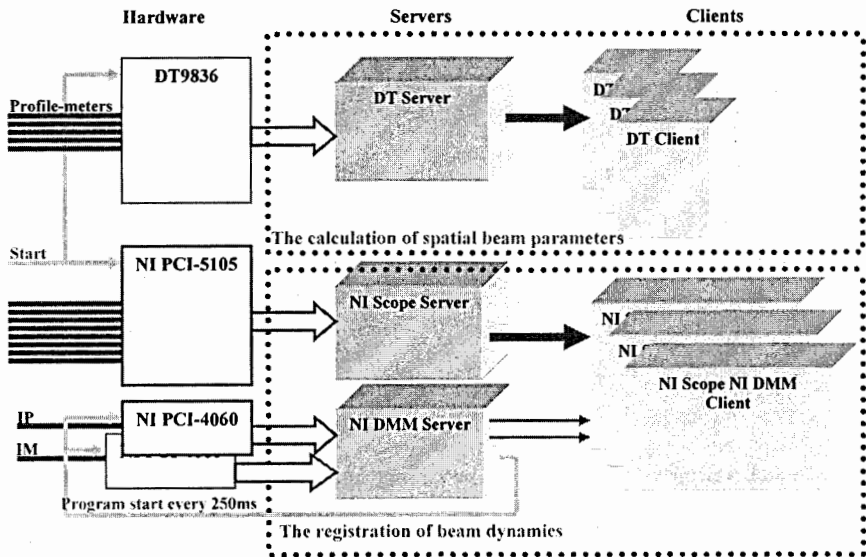 Hardware Servers Clients
DT9836
Profile-meters
DT Server
DT
DT Client
The calculation of spatial beam parameters
Start
NI PCI-5105
NI Scope Server
NI
NI
NI Scope NI DMM
Client
IP
NI PCI-4060
NI DMM Server
IM
Program start every 250ms
The registration of beam dynamics